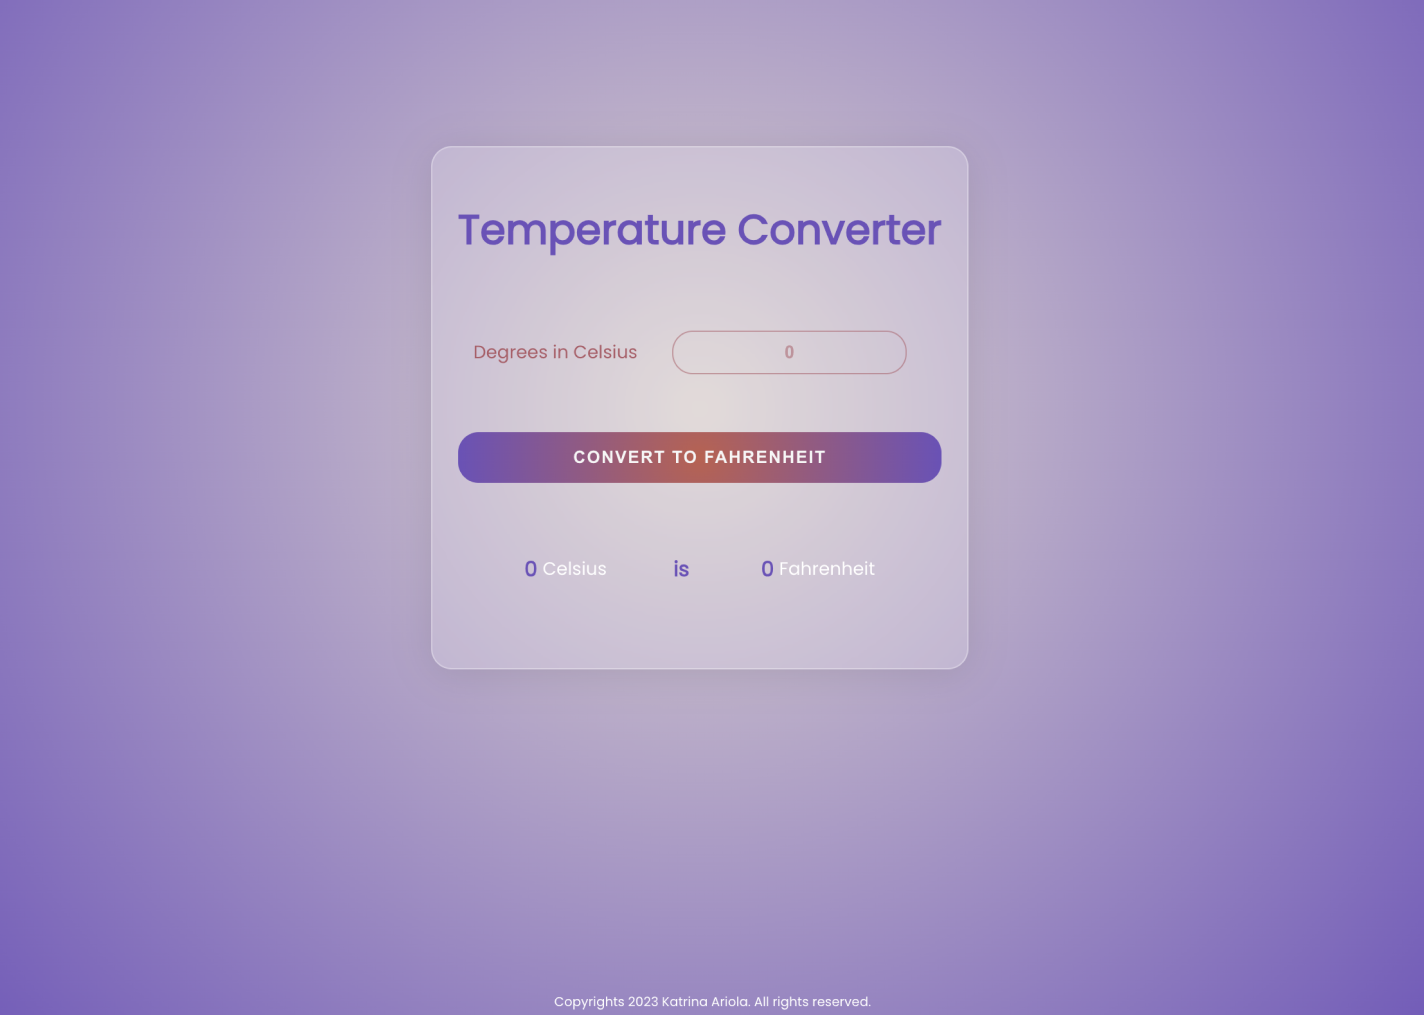 Temperature Converter
Degrees in Celsius 0
CONVERT TO FAHRENHEIT
0 Celsius is 0 Fahrenheit
Copyrights 2023 Katrina Ariola. All rights reserved.